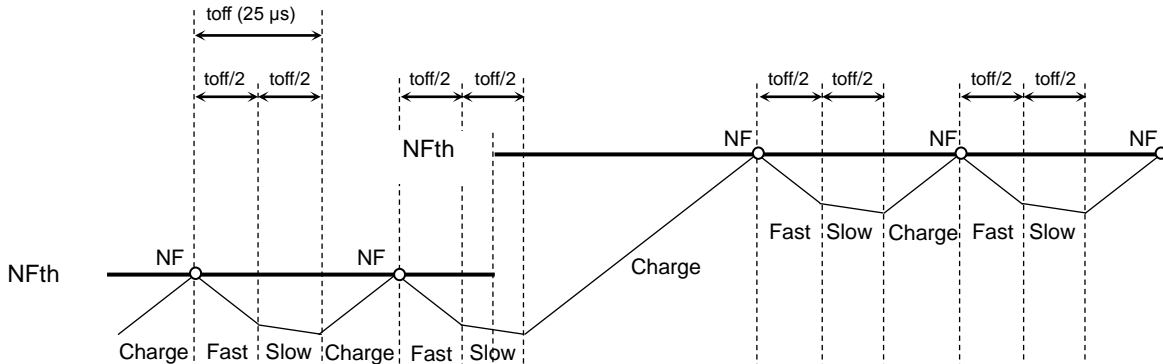 toff (25 µs)
toff/2 toff/2 toff/2 toff/2 toff/2 toff/2 toff/2 toff/2
NFth NF NF NF
Fast Slow Charge Fast Slow
Charge
NFth NF NF
Charge Fast Slow Charge Fast Slow